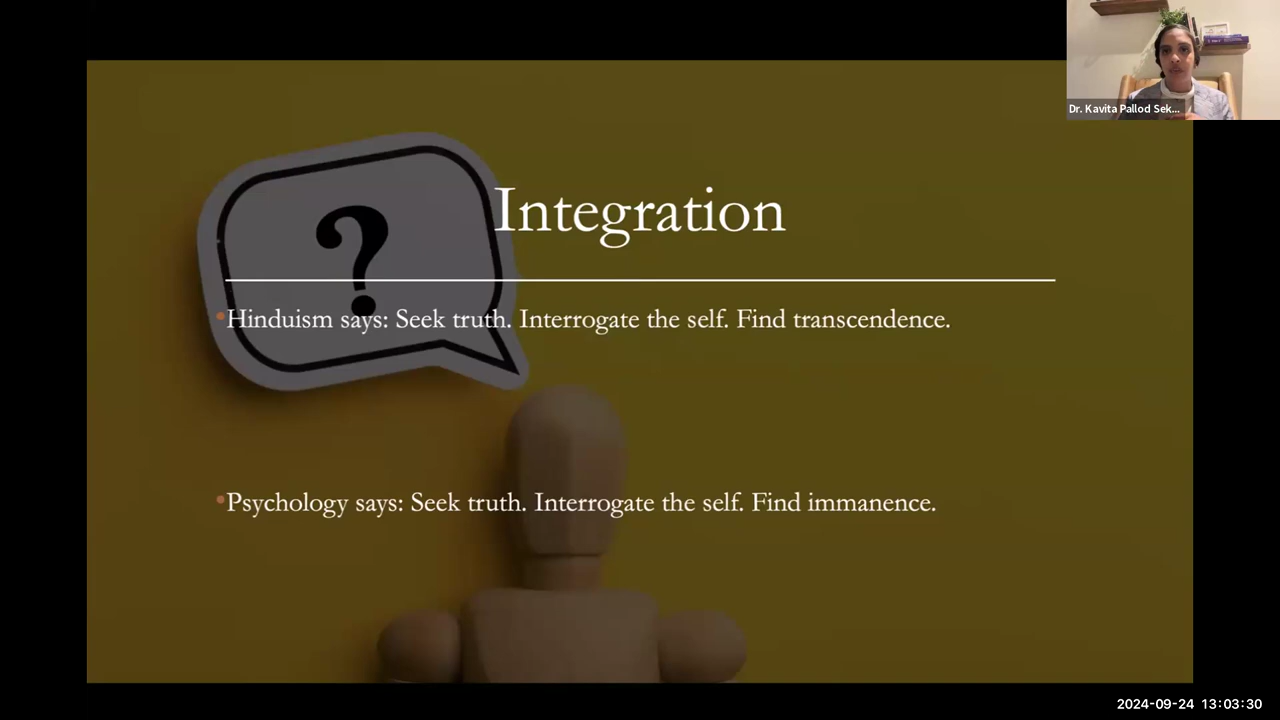 Dr. Kavita Pallod Sek...
?
Integration
•Hinduism says: Seek truth. Interrogate the self. Find transcendence.
•Psychology says: Seek truth. Interrogate the self. Find immanence.
2024-09-24 13:03:30